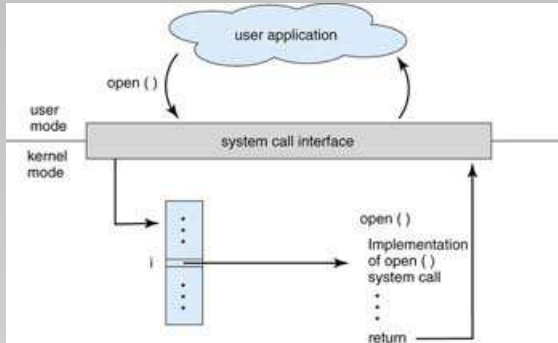 user application
open ( )
user
mode
system call interface
kernel
mode
open ( )
i
Implementation
of open ( )
system call
return